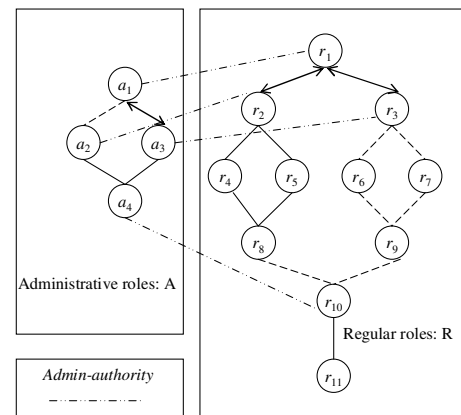 a1
a2
a3
a4
Administrative roles: A
Admin-authority
r1
r2
r3
r4
r5
r6
r7
r8
r9
r10
Regular roles: R
r11